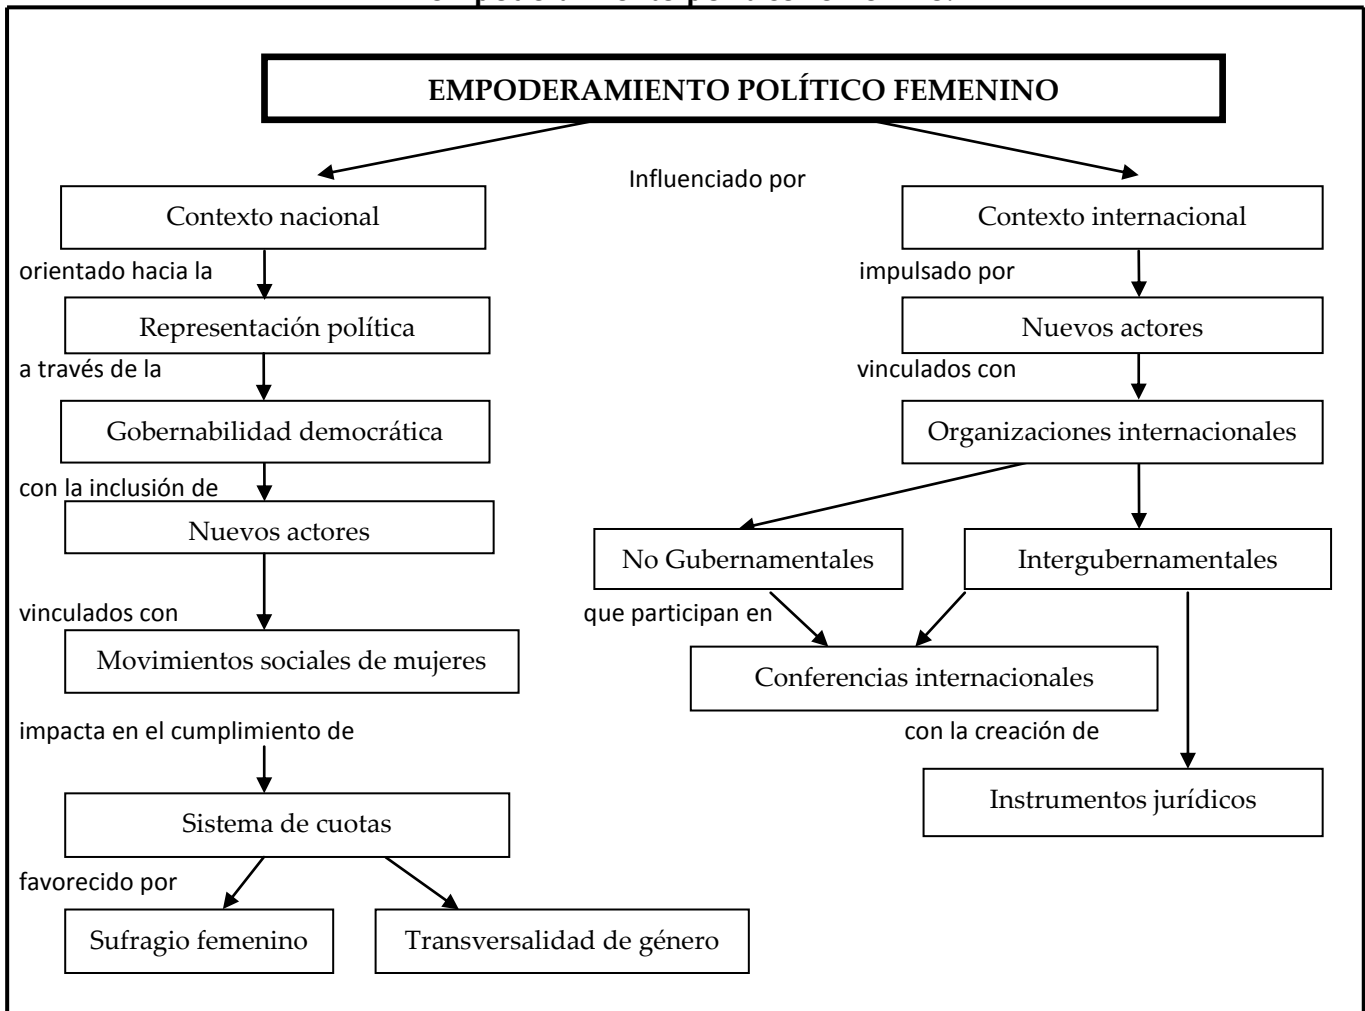 EMPODERAMIENTO POLÍTICO FEMENINO
Influenciado por
Contexto nacional
Contexto internacional
orientado hacia la
impulsado por
Representación política
Nuevos actores
a través de la
vinculados con
Gobernabilidad democrática
Organizaciones internacionales
con la inclusión de
Nuevos actores
No Gubernamentales
Intergubernamentales
vinculados con
que participan en
Movimientos sociales de mujeres
Conferencias internacionales
impacta en el cumplimiento de
con la creación de
Sistema de cuotas
Instrumentos jurídicos
favorecido por
Sufragio femenino
Transversalidad de género